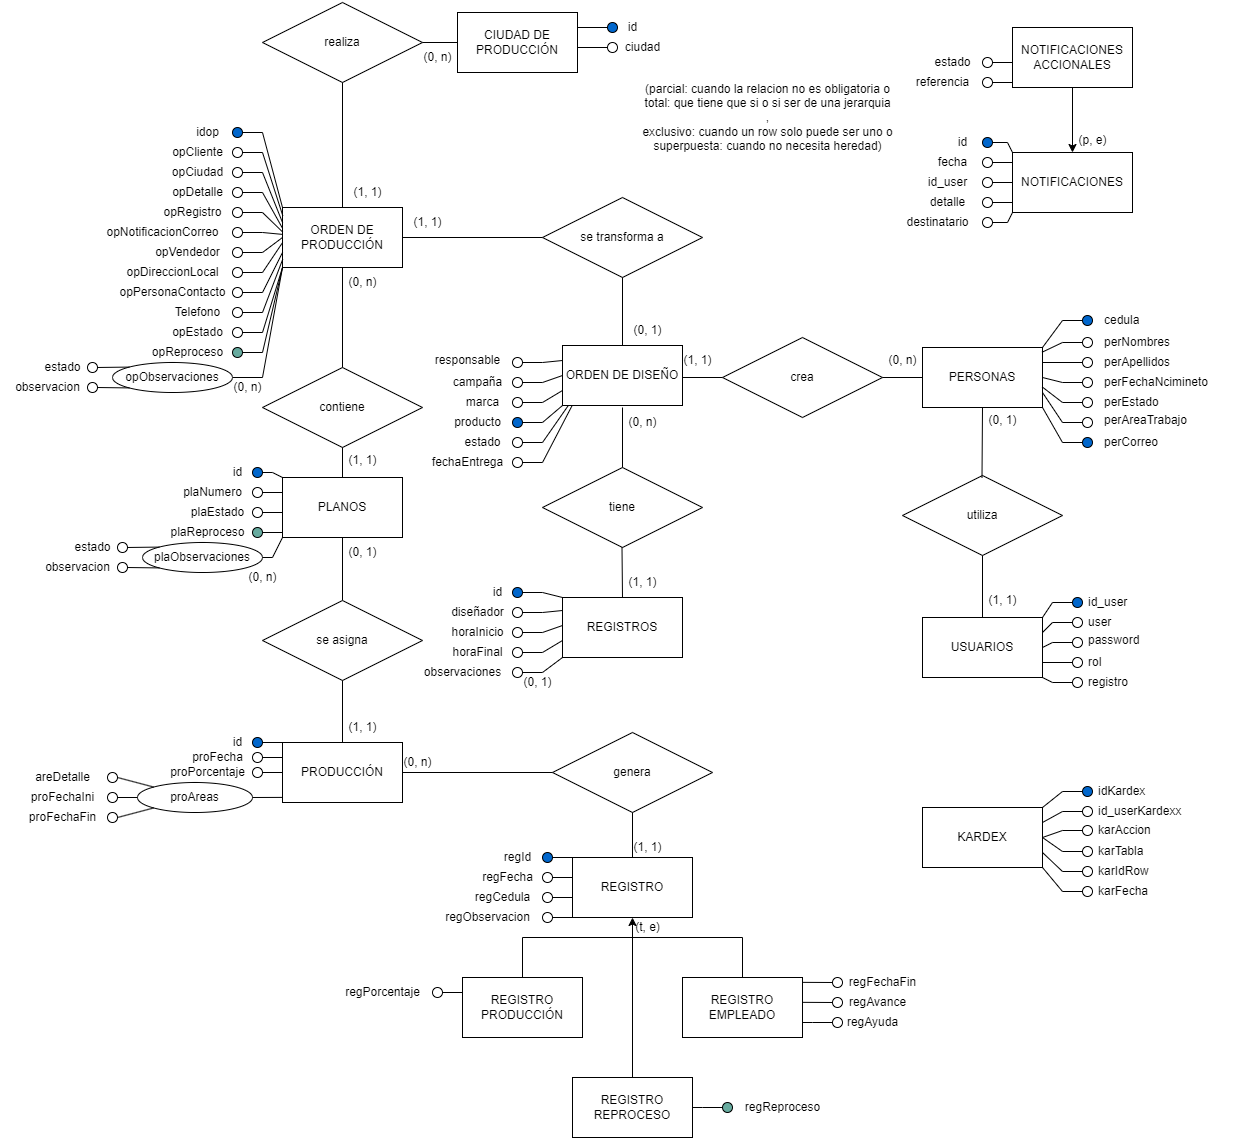 realiza
(0, n)
CIUDAD DE
PRODUCCIÓN
id
ciudad
(parcial: cuando la relacion no es obligatoria o
total: que tiene que si o si ser de una jerarquia
,
exclusivo: cuando un row solo puede ser uno o
superpuesta: cuando no necesita heredad)
NOTIFICACIONES
ACCIONALES
estado
referencia
(p, e)
NOTIFICACIONES
id
fecha
id_user
detalle
destinatario
(1, 1)
ORDEN DE
PRODUCCIÓN
idop
opCliente
opCiudad
opDetalle
opRegistro
opNotificacionCorreo
opVendedor
opDireccionLocal
opPersonaContacto
Telefono
opEstado
opReproceso
opObservaciones
estado
observacion
(0, n)
(1, 1)
se transforma a
(0, 1)
(0, n)
contiene
(1, 1)
ORDEN DE DISEÑO
responsable
campaña
marca
producto
estado
fechaEntrega
(1, 1)
crea
(0, n)
PERSONAS
cedula
perNombres
perApellidos
perFechaNcimineto
perEstado
perAreaTrabajo
perCorreo
(0, n)
tiene
(1, 1)
(0, 1)
utiliza
(1, 1)
PLANOS
id
plaNumero
plaEstado
plaReproceso
plaObservaciones
estado
observacion
(0, n)
(0, 1)
se asigna
(1, 1)
REGISTROS
id
diseñador
horaInicio
horaFinal
observaciones
(0, 1)
USUARIOS
id_user
user
password
rol
registro
PRODUCCIÓN
id
proFecha
proPorcentaje
proAreas
areDetalle
proFechaIni
proFechaFin
(0, n)
genera
(1, 1)
KARDEX
idKardex
id_userKardexx
karAccion
karTabla
karIdRow
karFecha
REGISTRO
regId
regFecha
regCedula
regObservacion
(t, e)
REGISTRO
PRODUCCIÓN
regPorcentaje
REGISTRO
EMPLEADO
regFechaFin
regAvance
regAyuda
REGISTRO
REPROCESO
regReproceso